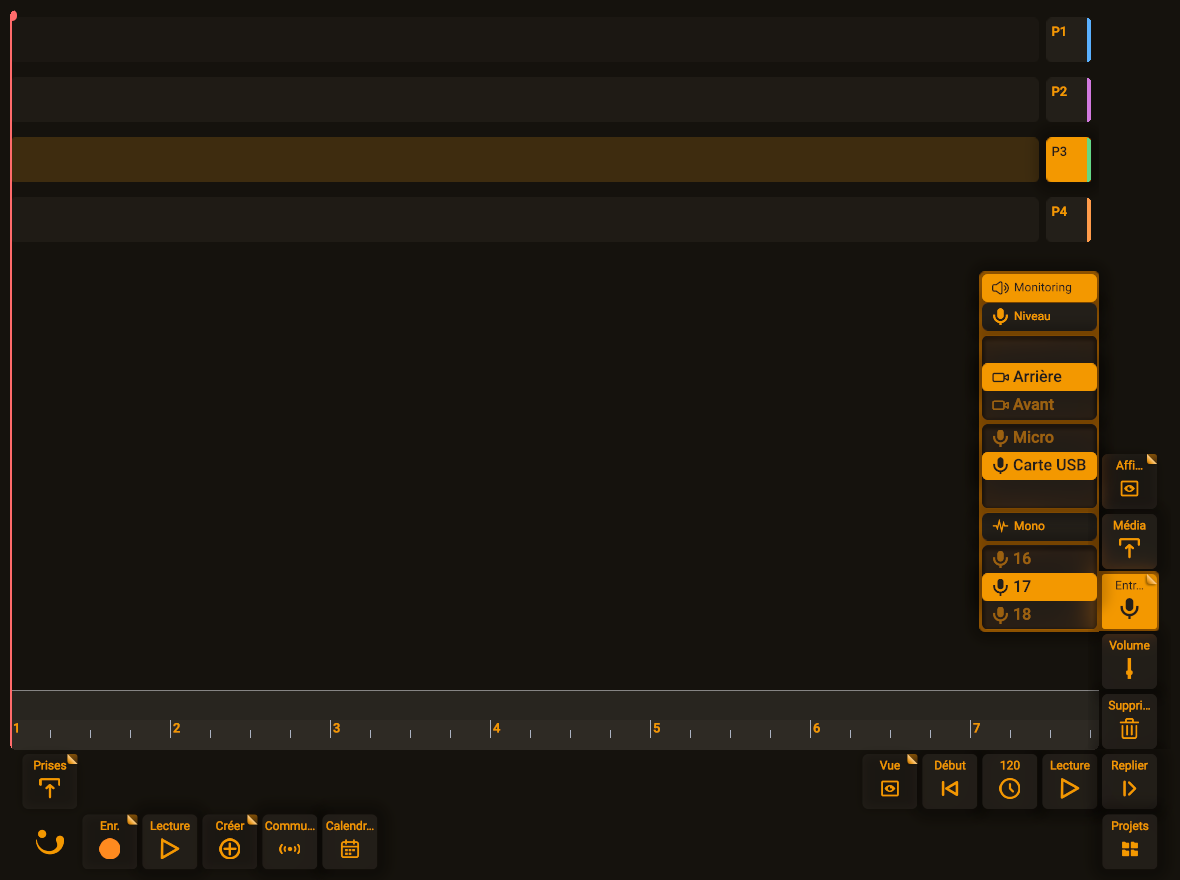 P1
P2
P3
P4
Monitoring
Niveau
Arrière
Avant
Micro
Carte USB
Mono
16
17
18
Affi...
Média
Entr...
Volume
Suppri...
1 2 3 4 5 6 7
Prises
Vue
Début
120
Lecture
Replier
Enr.
Lecture
Créer
Commu...
Calendr...
Projets